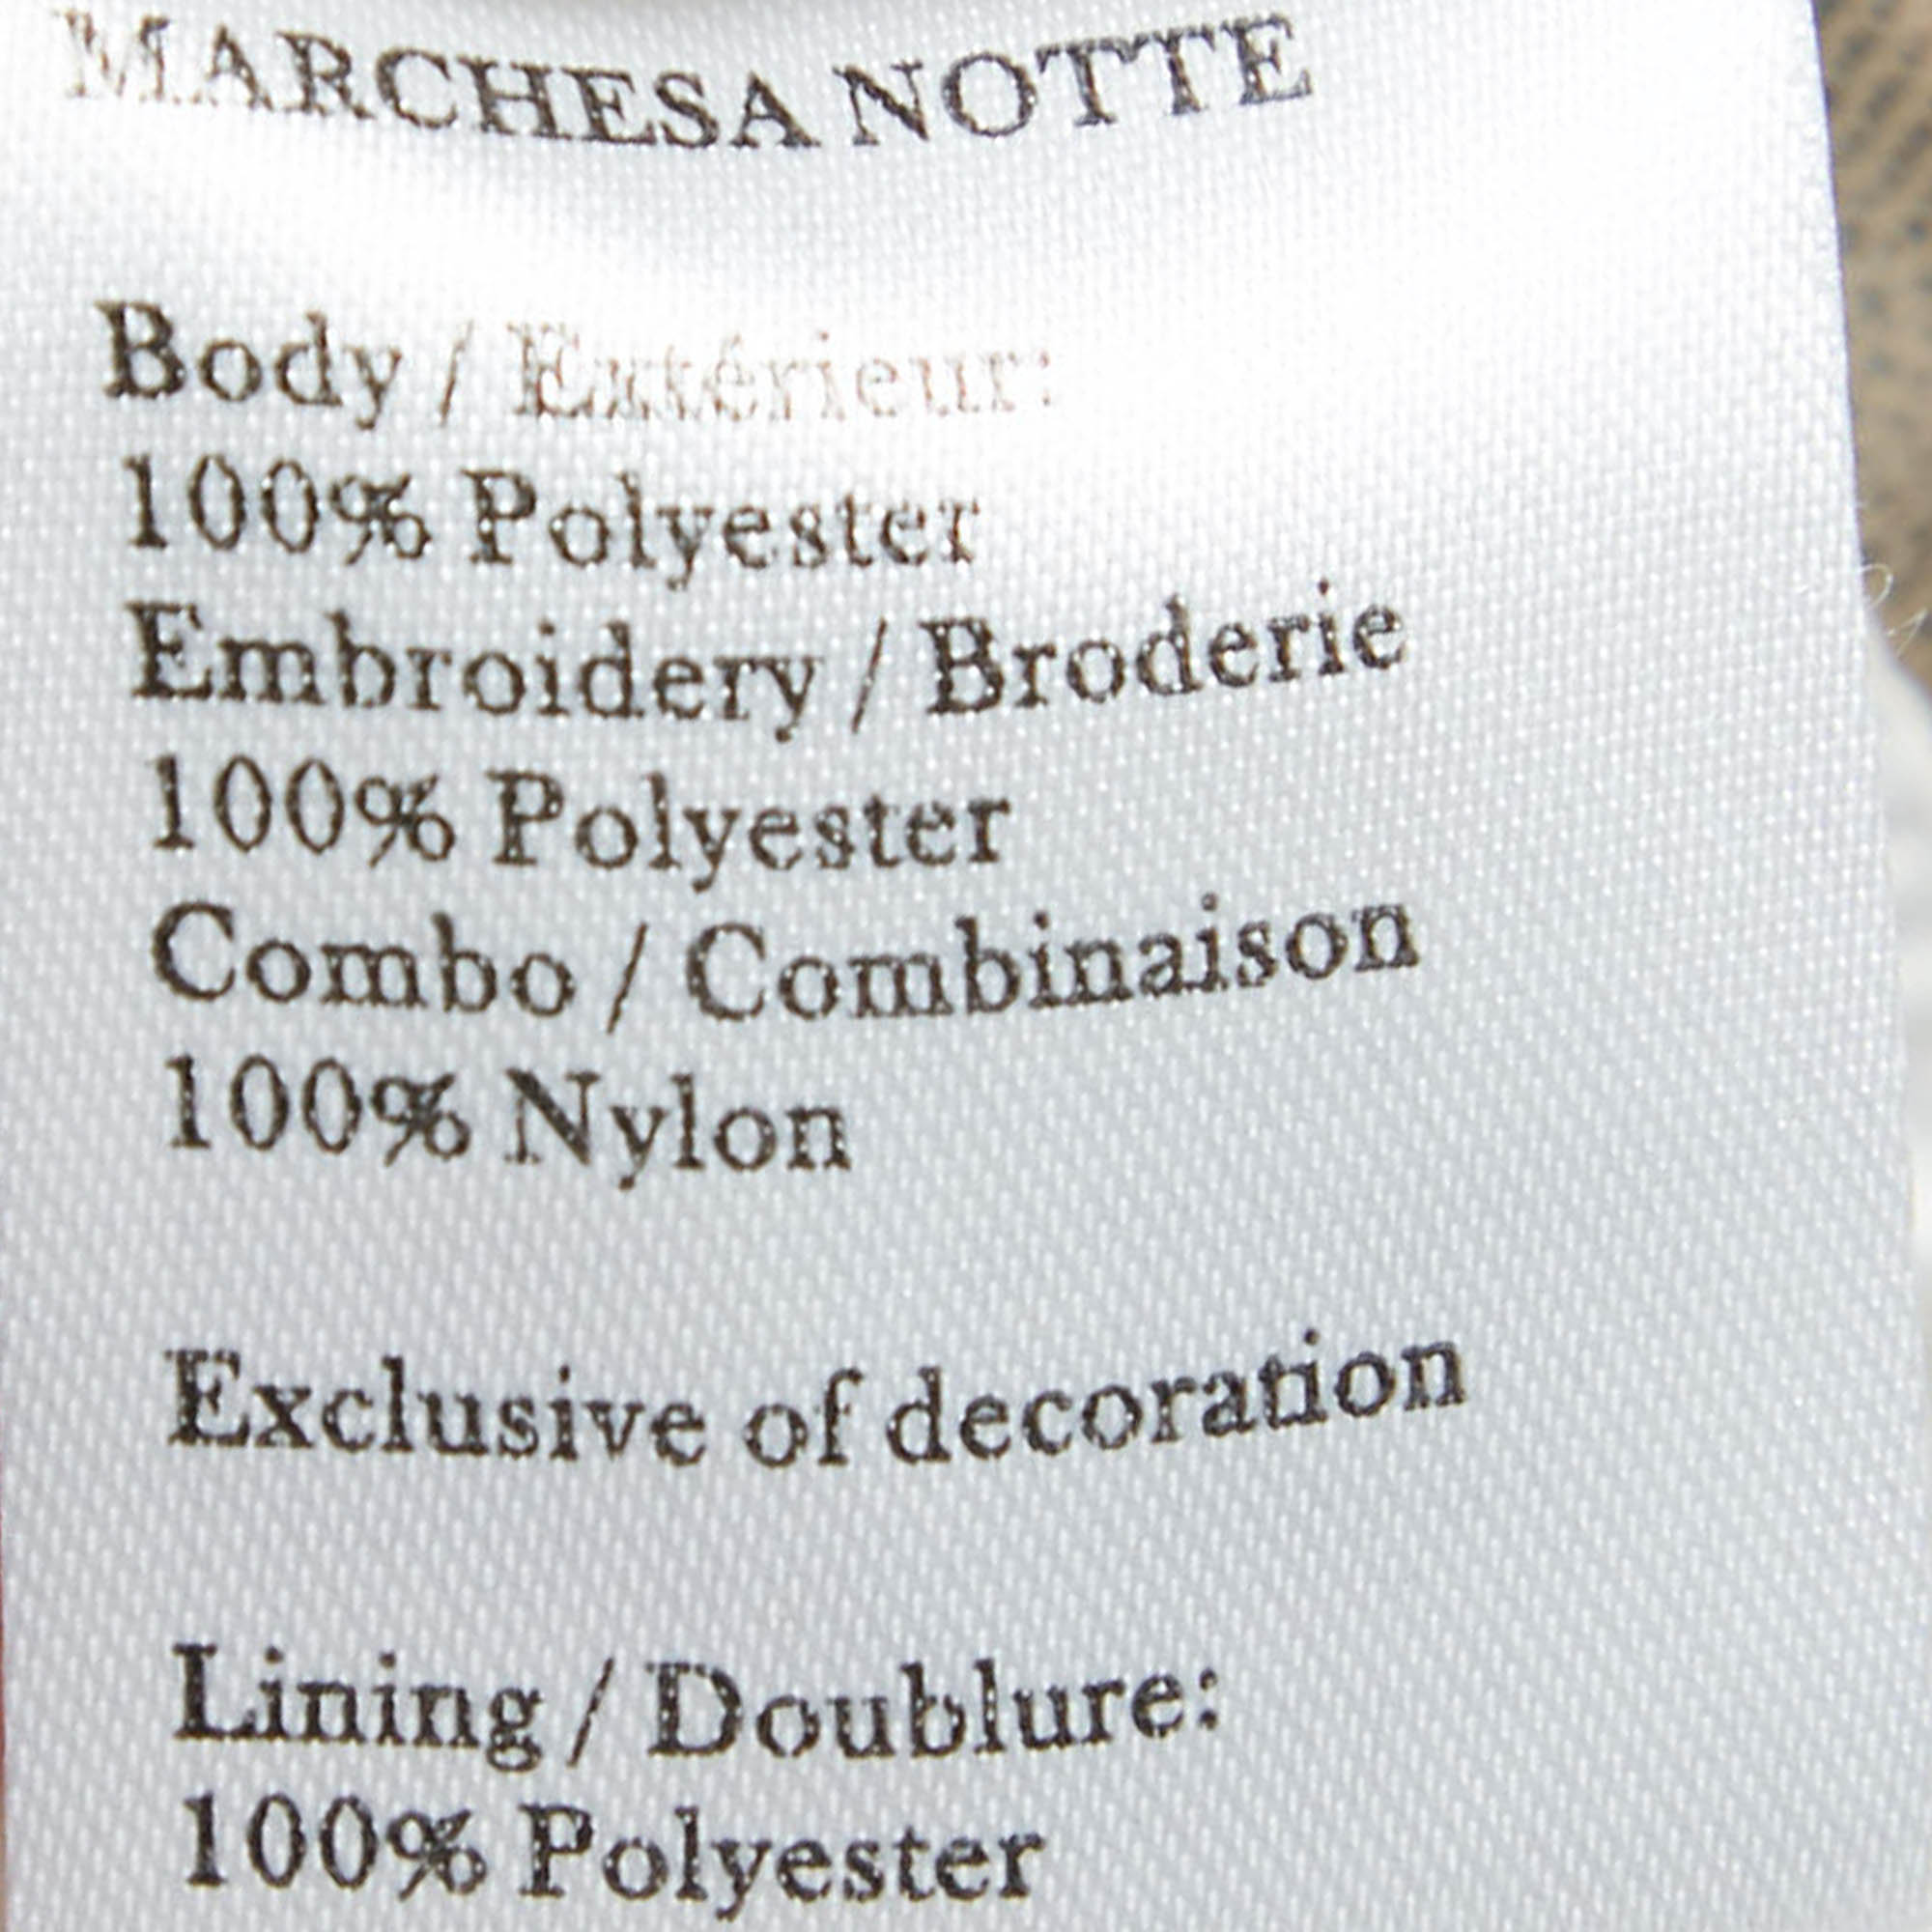 MARCHESA NOTTE
Body / Extérieur:
100% Polyester
Embroidery / Broderie
100% Polyester
Combo / Combinaison
100% Nylon
Exclusive of decoration
Lining / Doublure:
100% Polyester